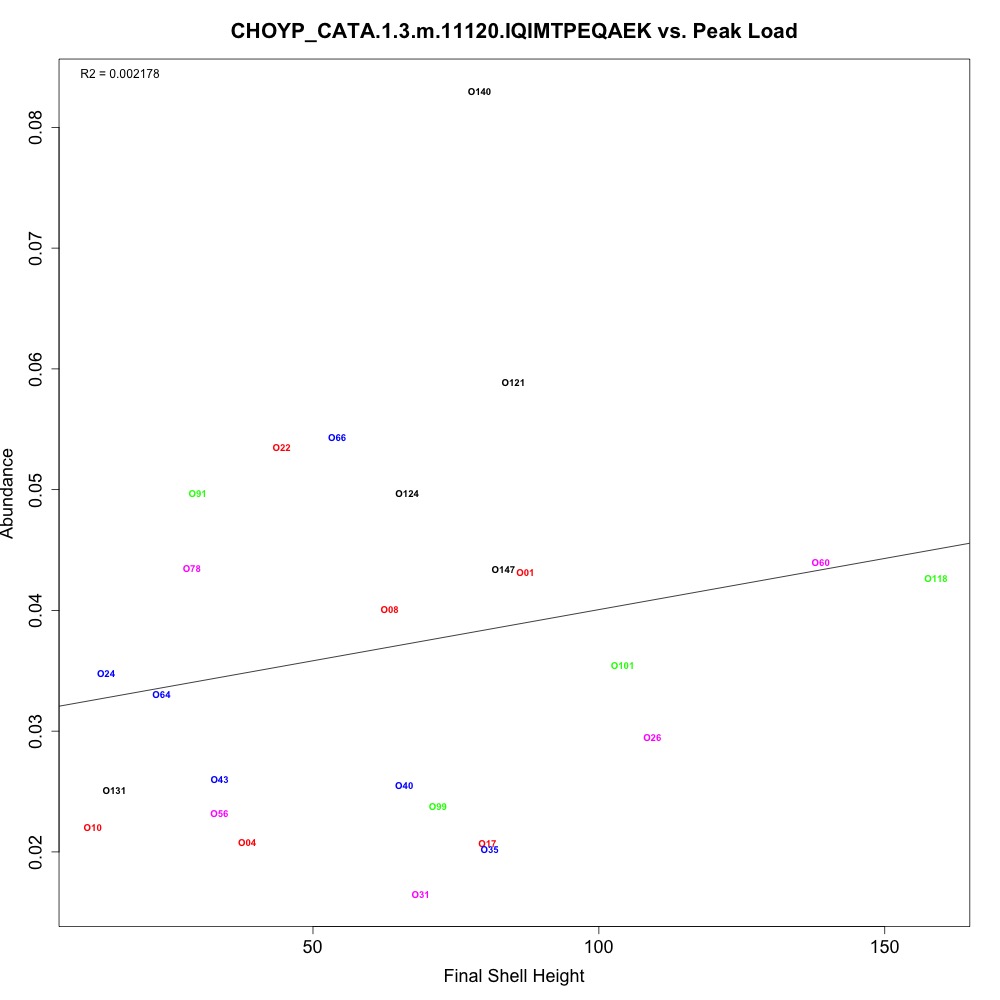 CHOYP_CATA.1.3.m.11120.IQIMTPEQAEK vs. Peak Load
R2 = 0.002178
O140
0.08
0.07
0.06
O121
O66
O22
0.05
O91
O124
O78
O147
O01
O60
O118
0.04
O08
O24
O101
O64
0.03
O26
O43
O40
O131
O99
O56
O10
O04
O17
O35
0.02
O31
Abundance
50
100
150
Final Shell Height